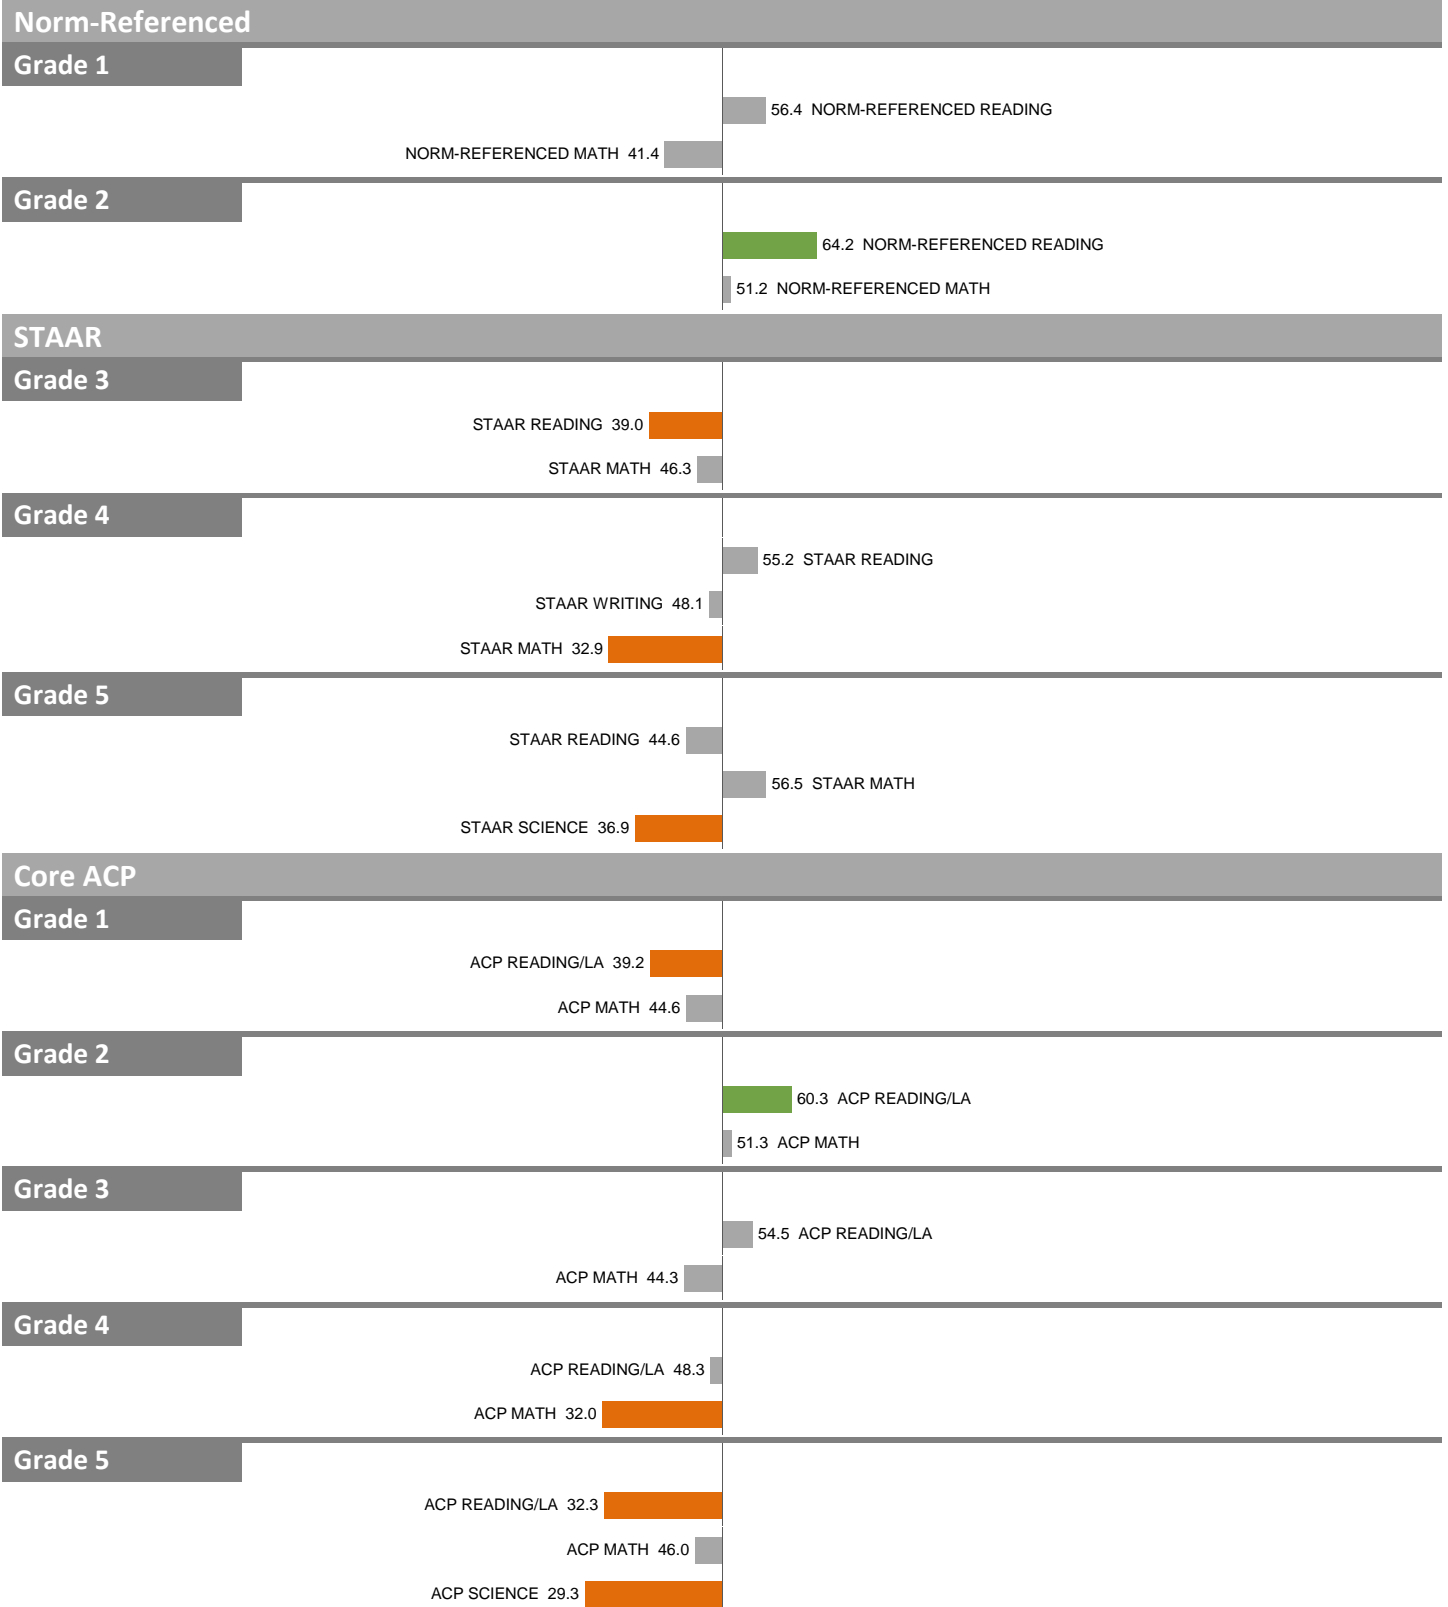 Norm-Referenced
Grade 1
56.4 NORM-REFERENCED READING
NORM-REFERENCED MATH 41.4
Grade 2
64.2 NORM-REFERENCED READING
51.2 NORM-REFERENCED MATH
STAAR
Grade 3
STAAR READING 39.0
STAAR MATH 46.3
Grade 4
55.2 STAAR READING
STAAR WRITING 48.1
STAAR MATH 32.9
Grade 5
STAAR READING 44.6
56.5 STAAR MATH
STAAR SCIENCE 36.9
Core ACP
Grade 1
ACP READING/LA 39.2
ACP MATH 44.6
Grade 2
60.3 ACP READING/LA
51.3 ACP MATH
Grade 3
54.5 ACP READING/LA
ACP MATH 44.3
Grade 4
ACP READING/LA 48.3
ACP MATH 32.0
Grade 5
ACP READING/LA 32.3
ACP MATH 46.0
ACP SCIENCE 29.3